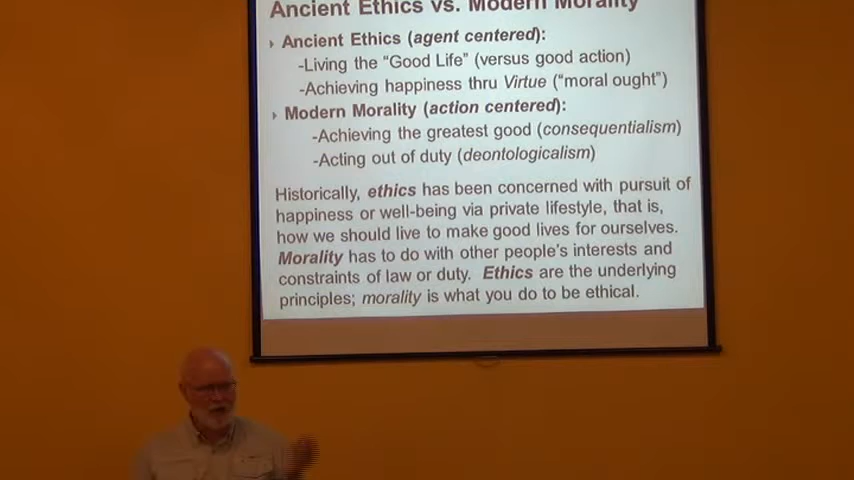 Ancient Ethics vs. Modern Morality
Ancient Ethics (agent centered):
-Living the “Good Life” (versus good action)
-Achieving happiness thru Virtue (“moral ought”)
Modern Morality (action centered):
-Achieving the greatest good (consequentialism)
-Acting out of duty (deontologicalism)
Historically, ethics has been concerned with pursuit of
happiness or well-being via private lifestyle, that is,
how we should live to make good lives for ourselves.
Morality has to do with other people’s interests and
constraints of law or duty. Ethics are the underlying
principles; morality is what you do to be ethical.